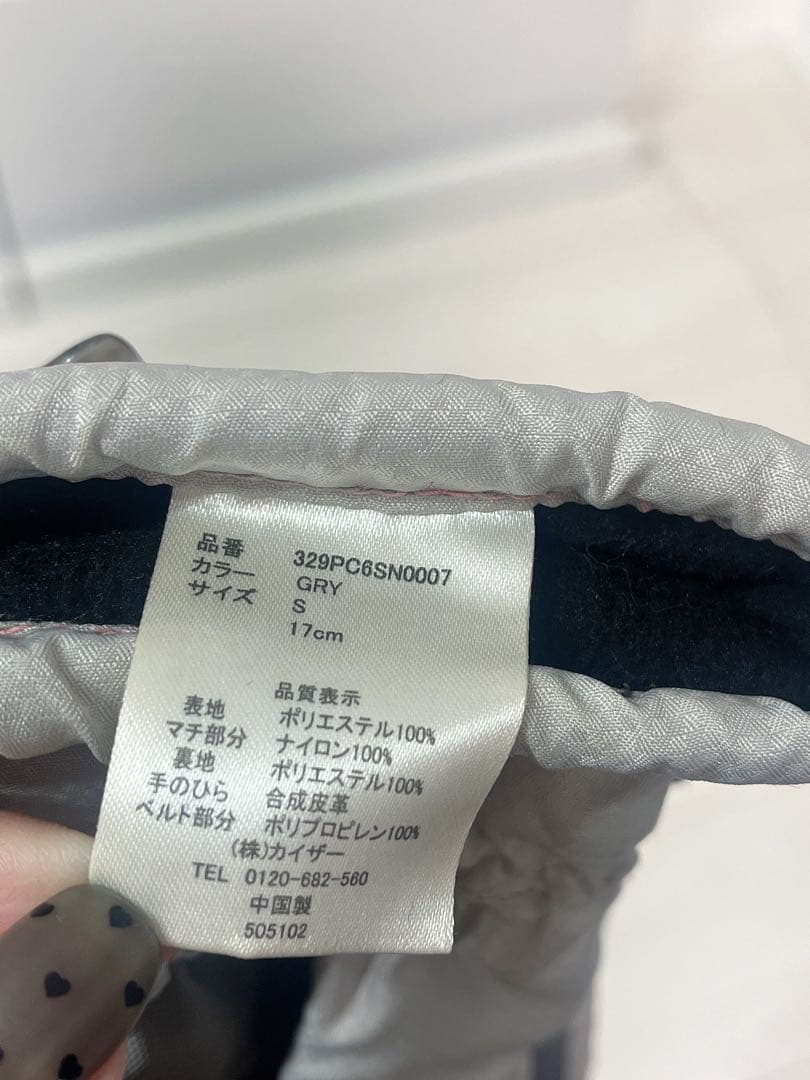 品番 329PC6SN0007
カラー GRY
サイズ S
17cm
品質表示
表地 ポリエステル100%
マチ部分 ナイロン100%
裏地 ポリエステル100%
手のひら 合成皮革
ベルト部分 ポリプロピレン100%
(株)カイザー
TEL 0120-682-560
中国製
505102